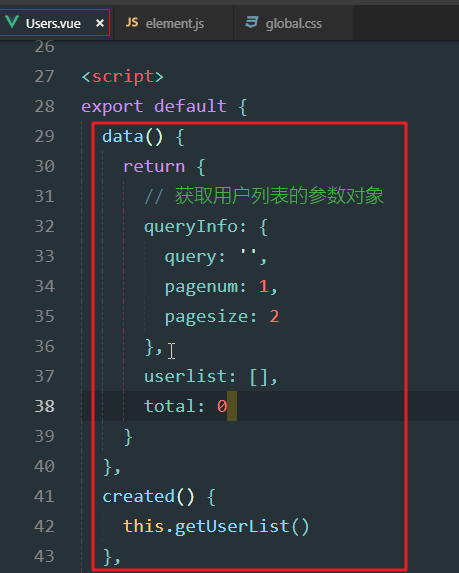 Users.vue × JS element.js global.css
26
27 <script>
28 export default {
29 data() {
30 return {
31 // 获取用户列表的参数对象
32 queryInfo: {
33 query: '',
34 pagenum: 1,
35 pagesize: 2
36 },
37 userlist: [],
38 total: 0
39 }
40 },
41 created() {
42 this.getUserList()
43 },